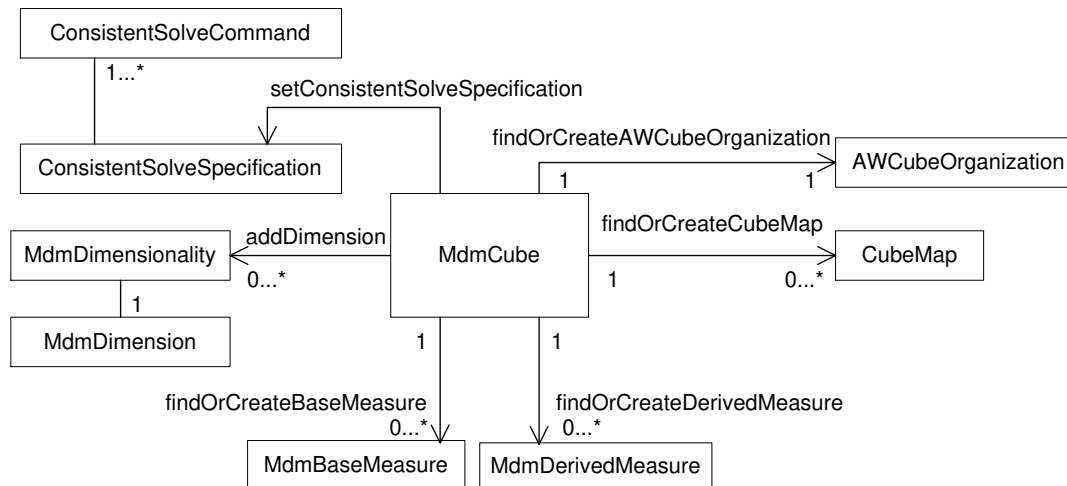 ConsistentSolveCommand
1...*
setConsistentSolveSpecification
findOrCreateAWCubeOrganization
ConsistentSolveSpecification
AWCubeOrganization
1
1
findOrCreateCubeMap
addDimension
MdmDimensionality
MdmCube
CubeMap
0...*
1
0...*
1
MdmDimension
1
1
findOrCreateBaseMeasure
findOrCreateDerivedMeasure
0...*
0...*
MdmBaseMeasure
MdmDerivedMeasure